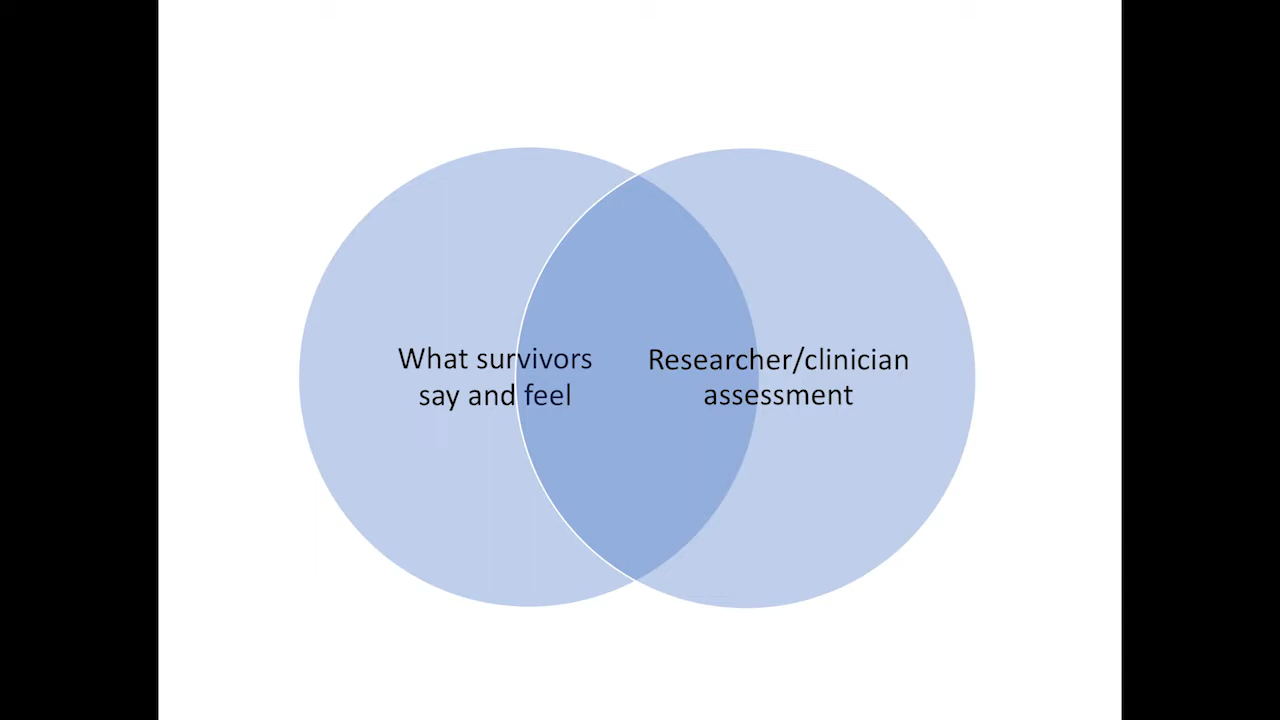 What survivors
say and feel
Researcher/clinician
assessment